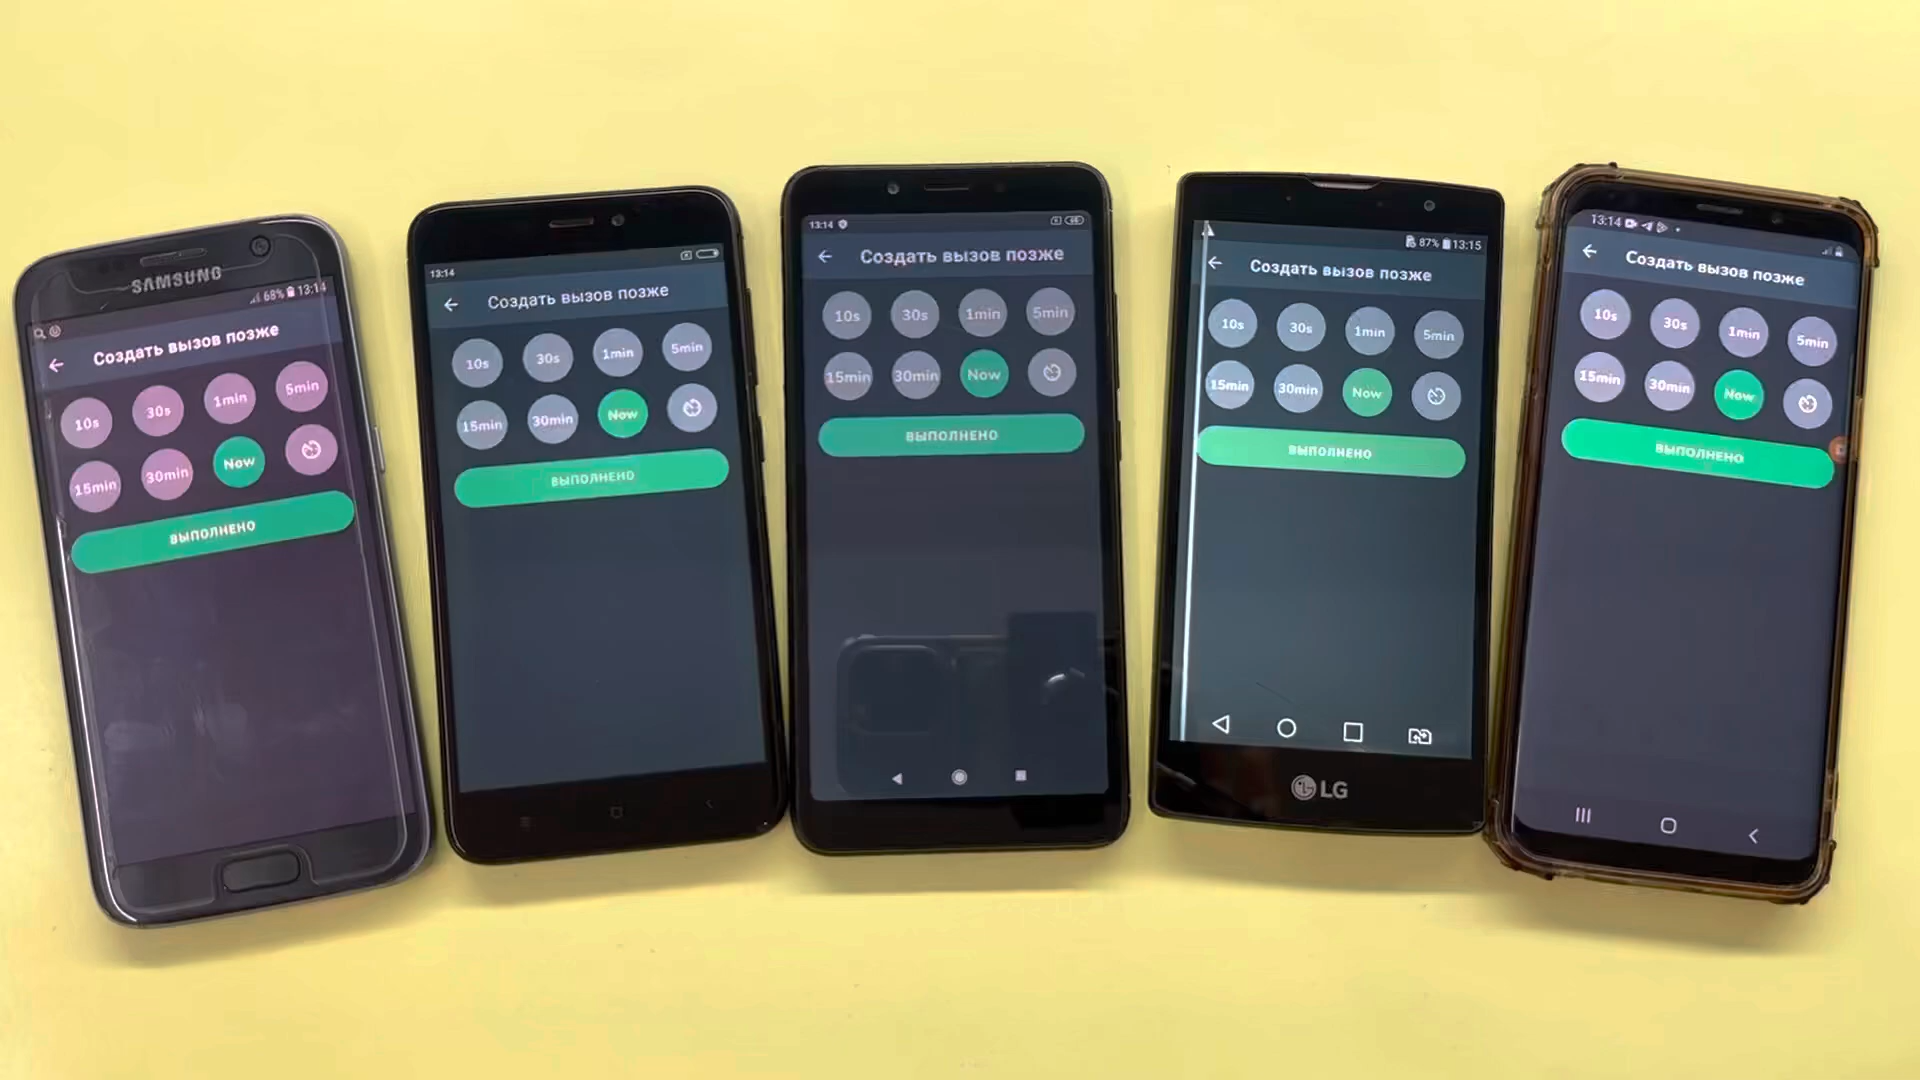 SAMSUNG
68% 13:14
Создать вызов позже
10s 30s 1min 5min
15min 30min Now
ВЫПОЛНЕНО
13:14
Создать вызов позже
10s 30s 1min 5min
15min 30min Now
ВЫПОЛНЕНО
13:14
Создать вызов позже
10s 30s 1min 5min
15min 30min Now
ВЫПОЛНЕНО
87% 13:15
Создать вызов позже
10s 30s 1min 5min
15min 30min Now
ВЫПОЛНЕНО
LG
13:14
Создать вызов позже
10s 30s 1min 5min
15min 30min Now
ВЫПОЛНЕНО